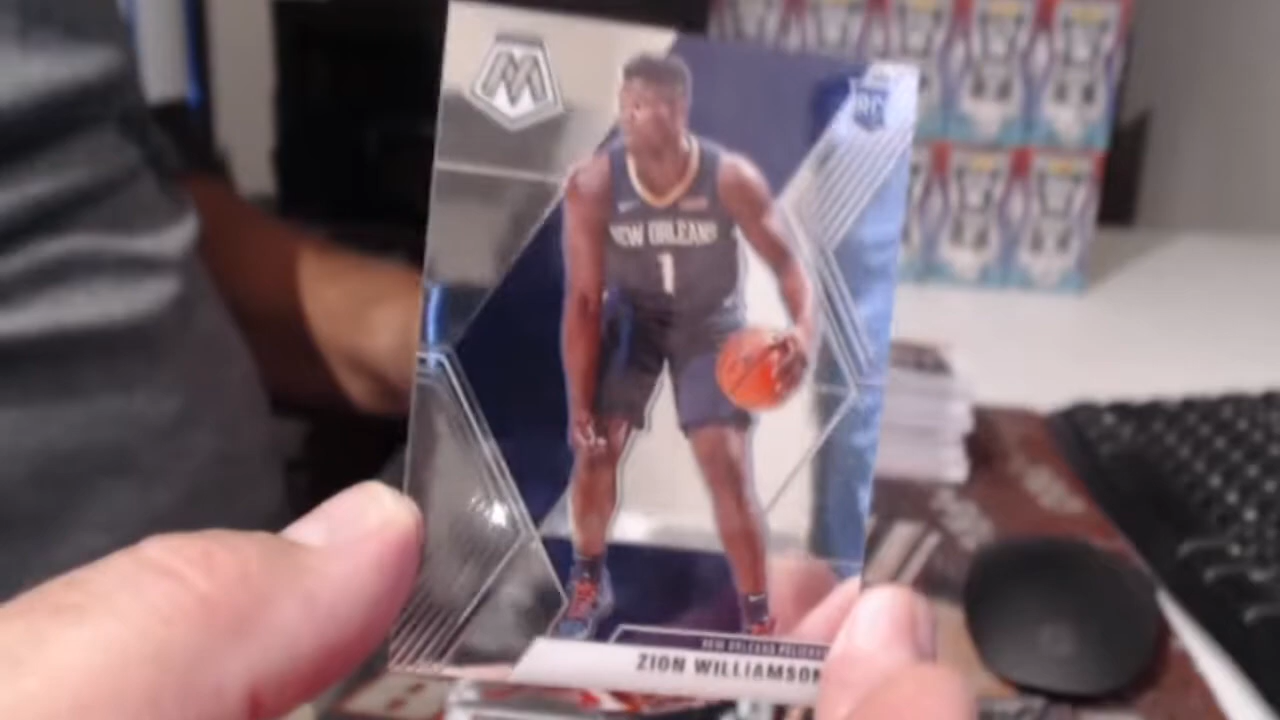 M
RC
NEW ORLEANS
1
NEW ORLEANS PELICANS
ZION WILLIAMSON